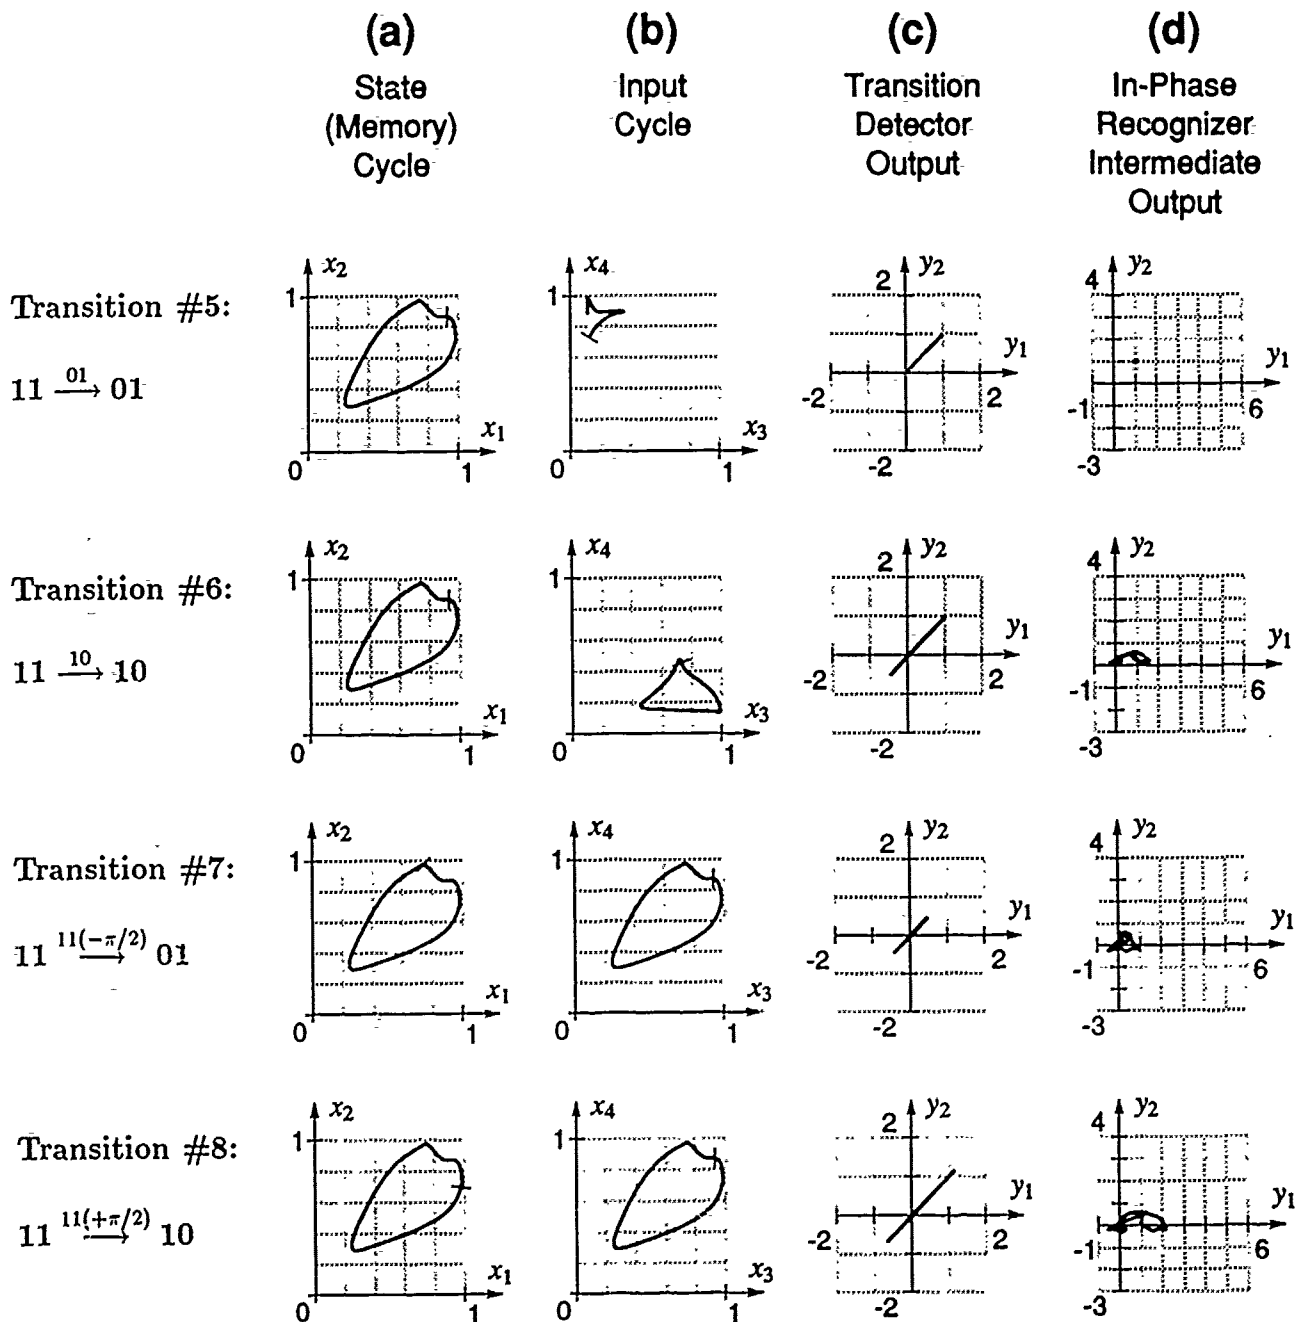 (a) (b) (c) (d)
State Input Transition In-Phase
(Memory) Cycle Detector Recognizer
Cycle Output Intermediate
Output
Transition #5:
11 01→ 01
x2 1 0 1 x1
x4 1 0 1 x3
y2 2 y1 -2 2 -2
y2 4 y1 -1 6 -3
Transition #6:
11 10→ 10
x2 1 0 1 x1
x4 1 0 1 x3
y2 2 y1 -2 2 -2
y2 4 y1 -1 6 -3
Transition #7:
11 11(−π/2)→ 01
x2 1 0 1 x1
x4 1 0 1 x3
y2 2 y1 -2 2 -2
y2 4 y1 -1 6 -3
Transition #8:
11 11(+π/2)→ 10
x2 1 0 1 x1
x4 1 0 1 x3
y2 2 y1 -2 2 -2
y2 4 y1 -1 6 -3